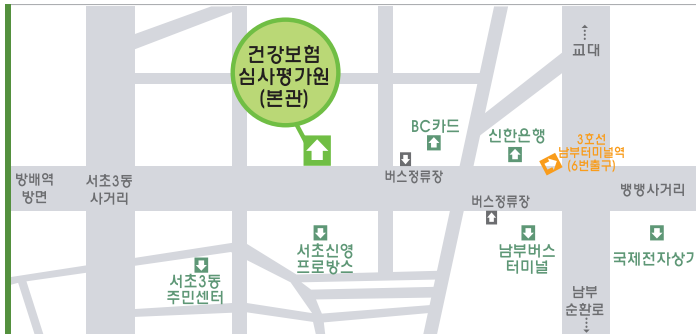 건강보험
심사평가원
(본관)
교대
BC카드
신한은행
3호선
남부터미널역
(6번출구)
방배역
방면
서초3동
사거리
버스정류장
버스정류장
뱅뱅사거리
서초신영
프로방스
남부버스
터미널
국제전자상가
서초3동
주민센터
남부
순환로